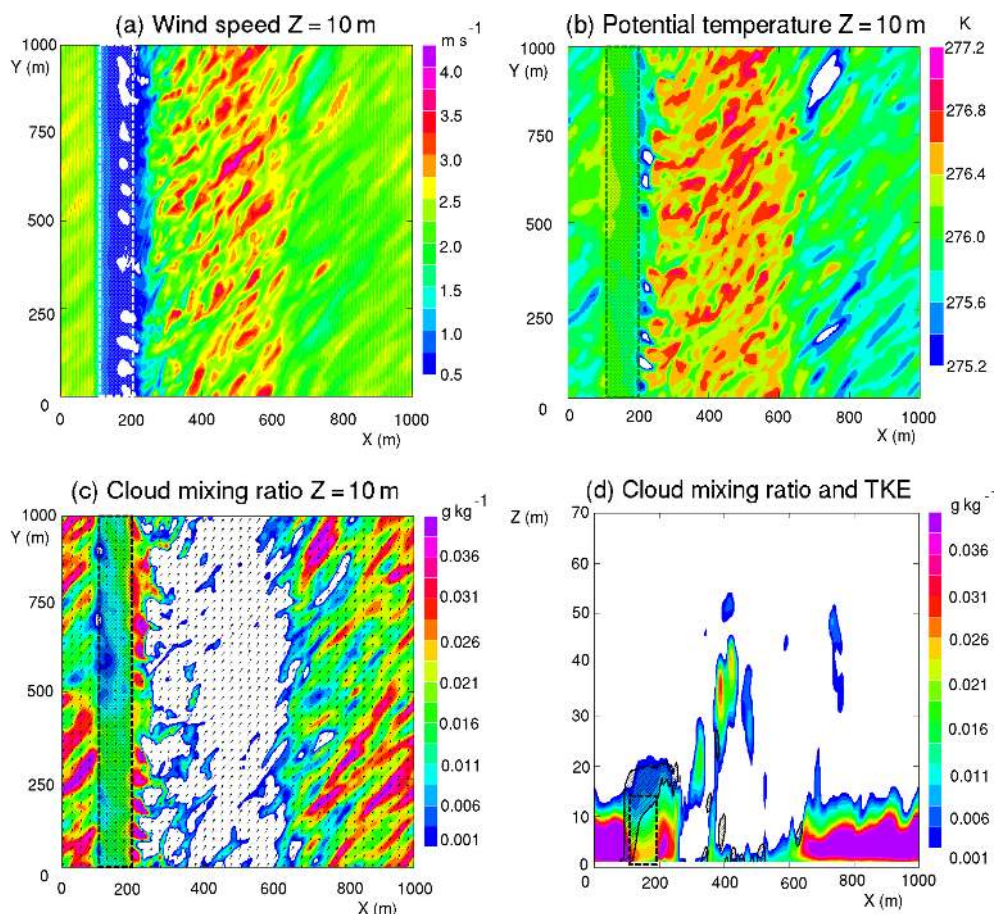 (a) Wind speed Z = 10 m
m s⁻¹
Y (m)
1000
750
500
250
0
0 200 400 600 800 1000
X (m)
4.0
3.0
2.5
2.0
1.5
1.0
0.5
(b) Potential temperature Z = 10 m
K
Y (m)
1000
750
500
250
0
0 200 400 600 800 1000
X (m)
277.2
276.8
276.4
276.0
275.6
275.2
(c) Cloud mixing ratio Z = 10 m
g kg⁻¹
Y (m)
1000
750
500
250
0
0 200 400 600 800 1000
X (m)
0.036
0.031
0.026
0.021
0.016
0.011
0.006
0.001
(d) Cloud mixing ratio and TKE
g kg⁻¹
Z (m)
70
60
50
40
30
20
10
0
0 200 400 600 800 1000
X (m)
0.036
0.031
0.026
0.021
0.016
0.011
0.006
0.001